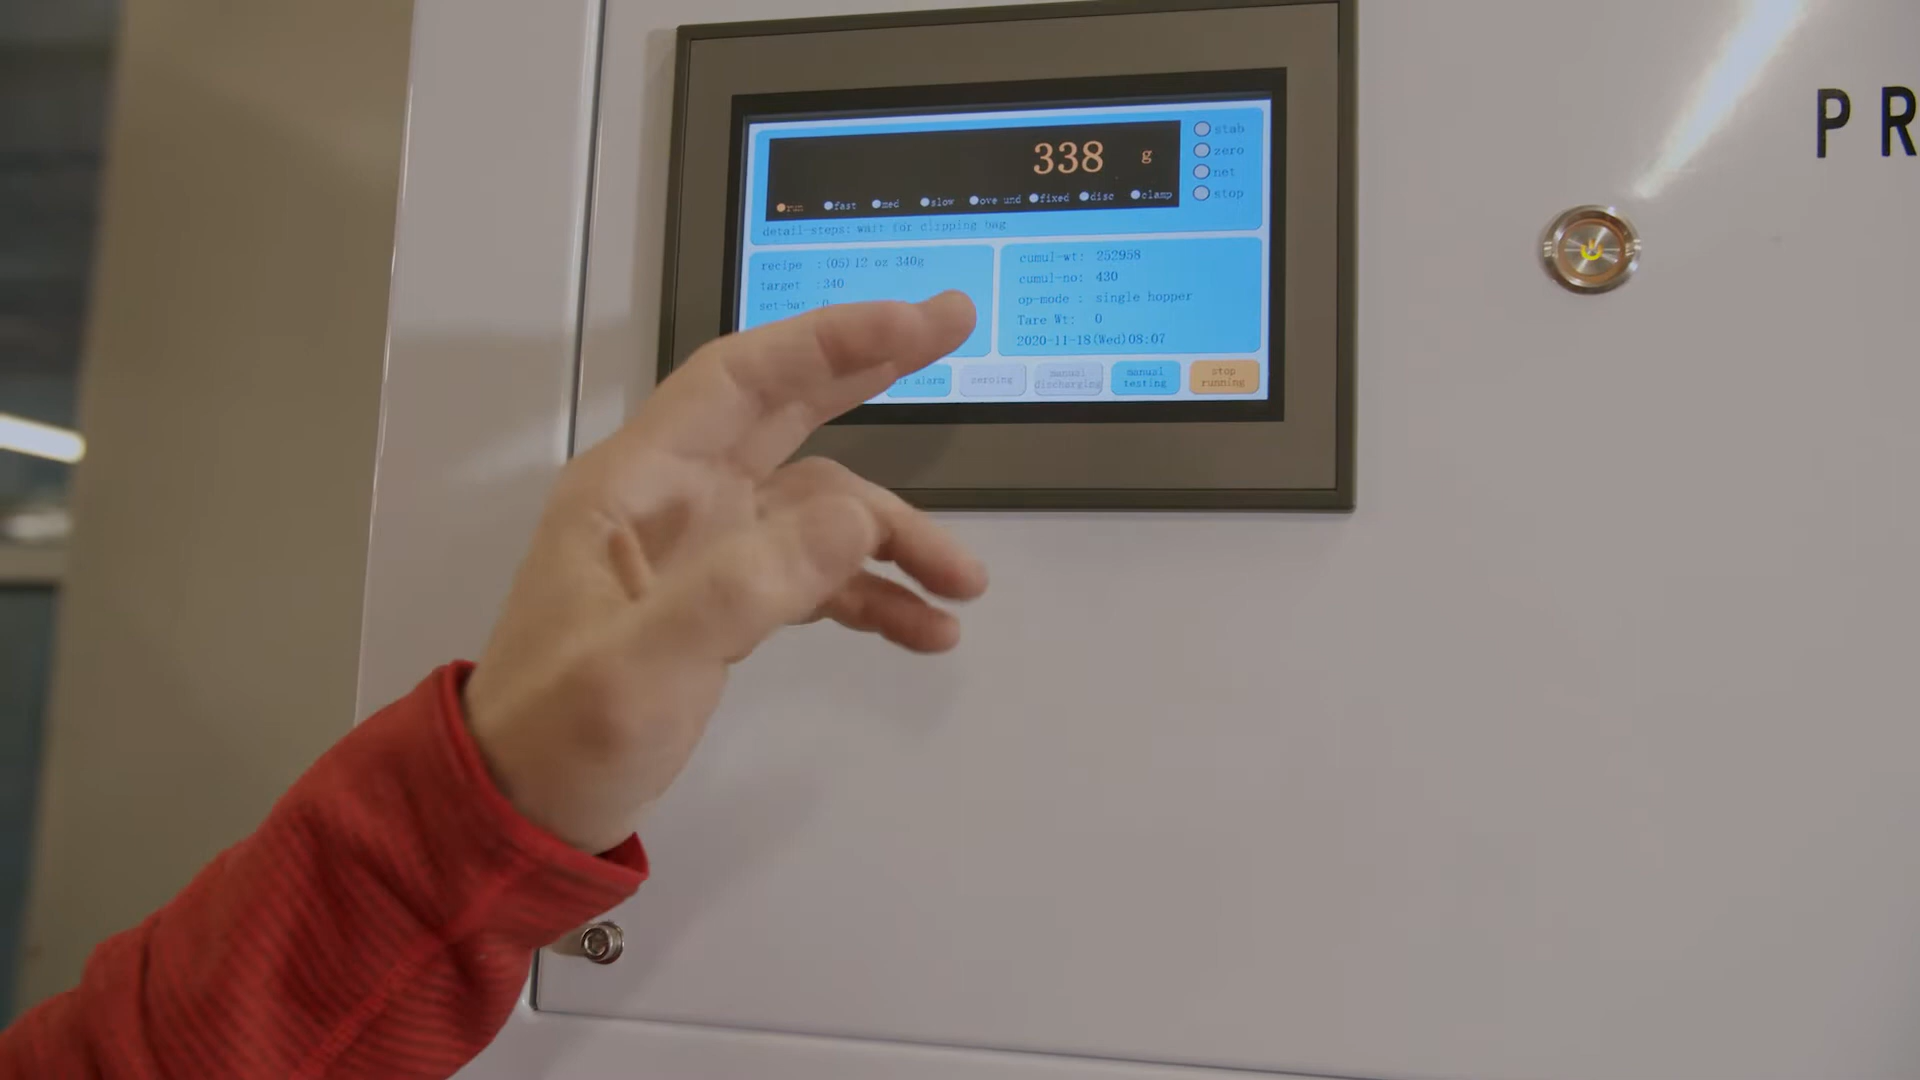 338 g
fast med slow ove und fixed disc clamp
stab
zero
net
stop
detail-steps: wait for clipping bag
recipe :(05)12 oz 340g
target :340
set-bat :0
cumul-wt: 252958
cumul-no: 430
op-mode : single hopper
Tare Wt: 0
2020-11-18(Wed)08:07
alarm
zeroing
manual
discharging
manual
testing
stop
running
PR